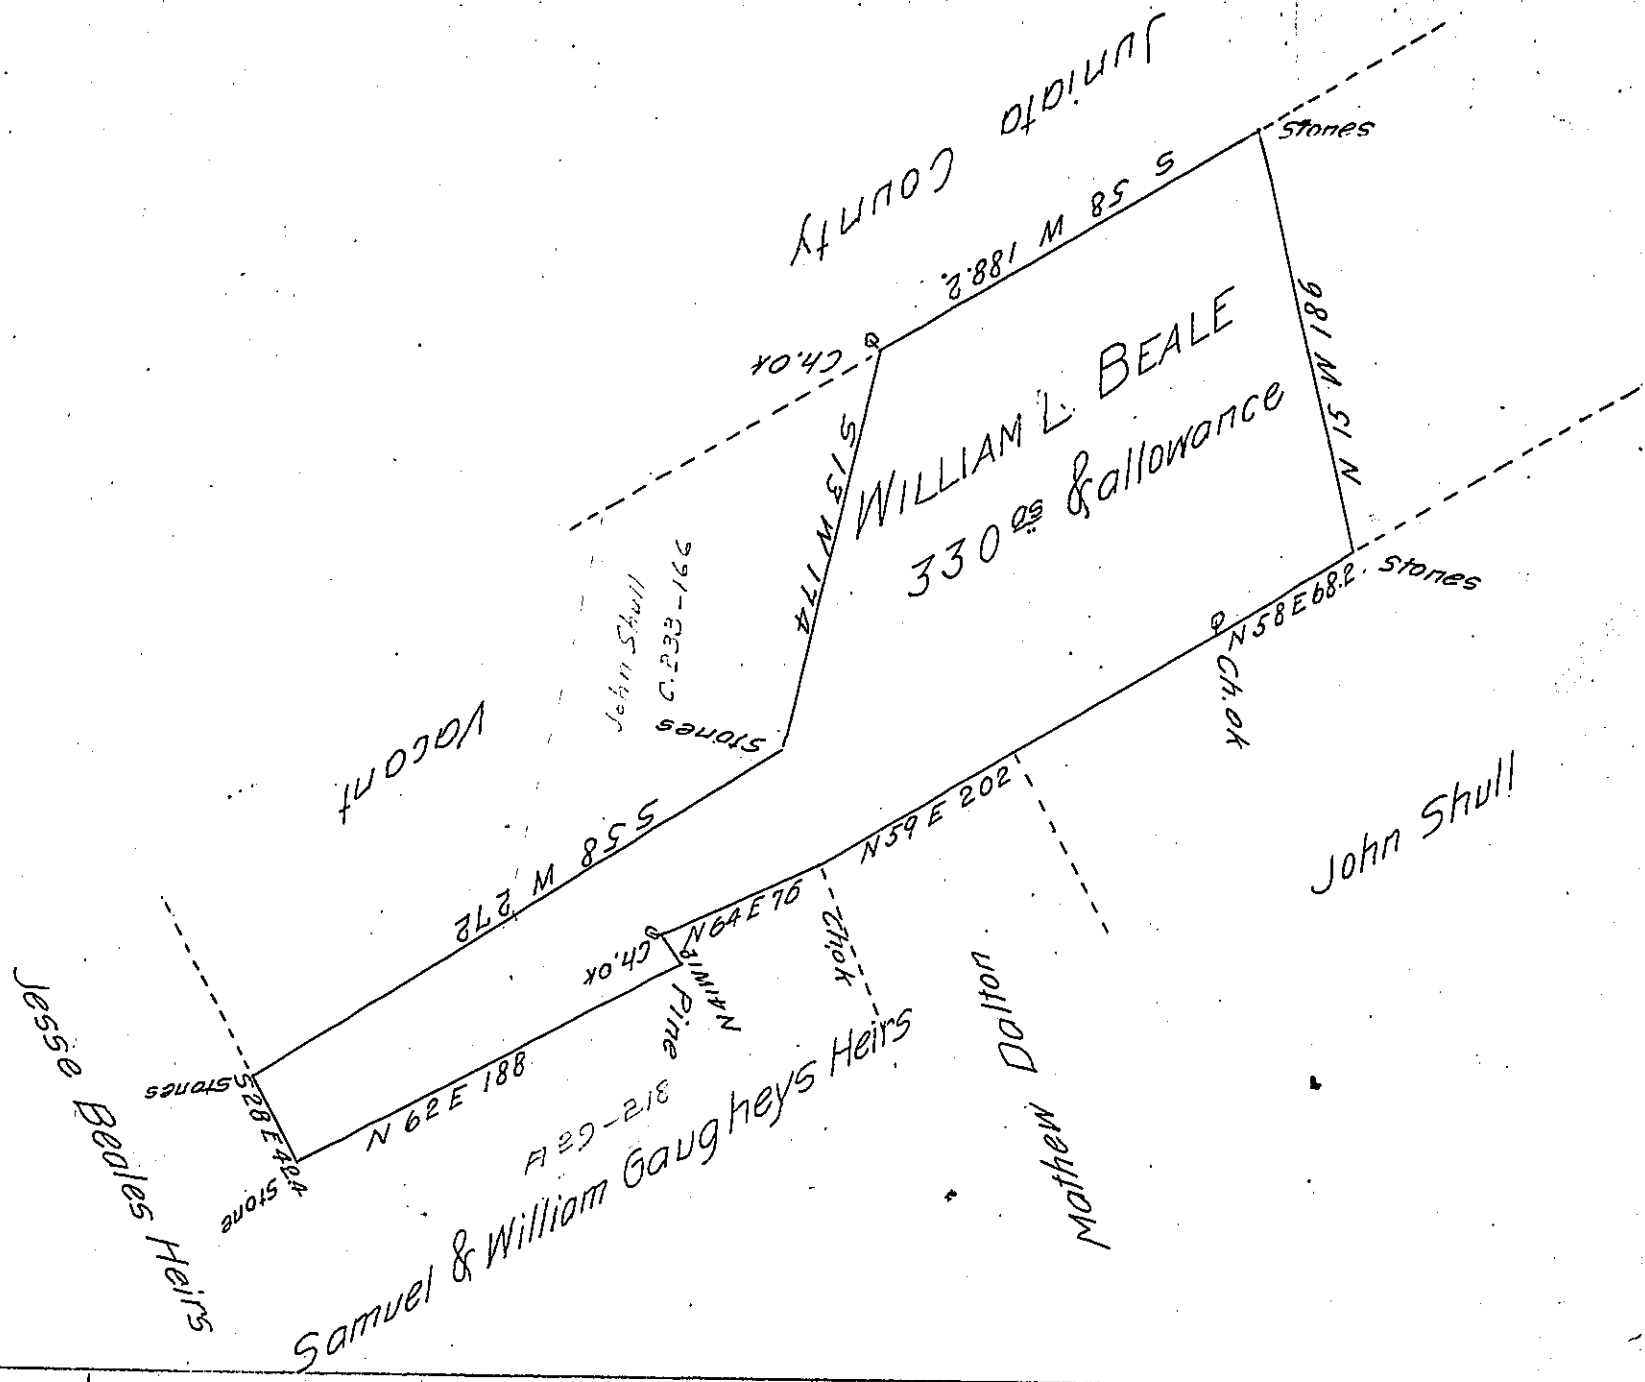 Juniata County
Stones
S 58 W 188.2.
Ch.ok
N 15 W 186
WILLIAM L. BEALE
330 as & allowance
S 13 W 174
John Shull
C.233-166
Stones
Stones
N 58 E 68.2.
Ch.ok
Vacant
S 58 W 272
N 59 E 202
John Shull
N 64 E 76
Ch.ok
Ch.ok
N 41 W 18
Pine
Mathew Dalton
Jesse Beales Heirs
Stones
S 28 E 42.4
Stone
N 62 E 188
A 29-218
Samuel & William Gaugheys Heirs